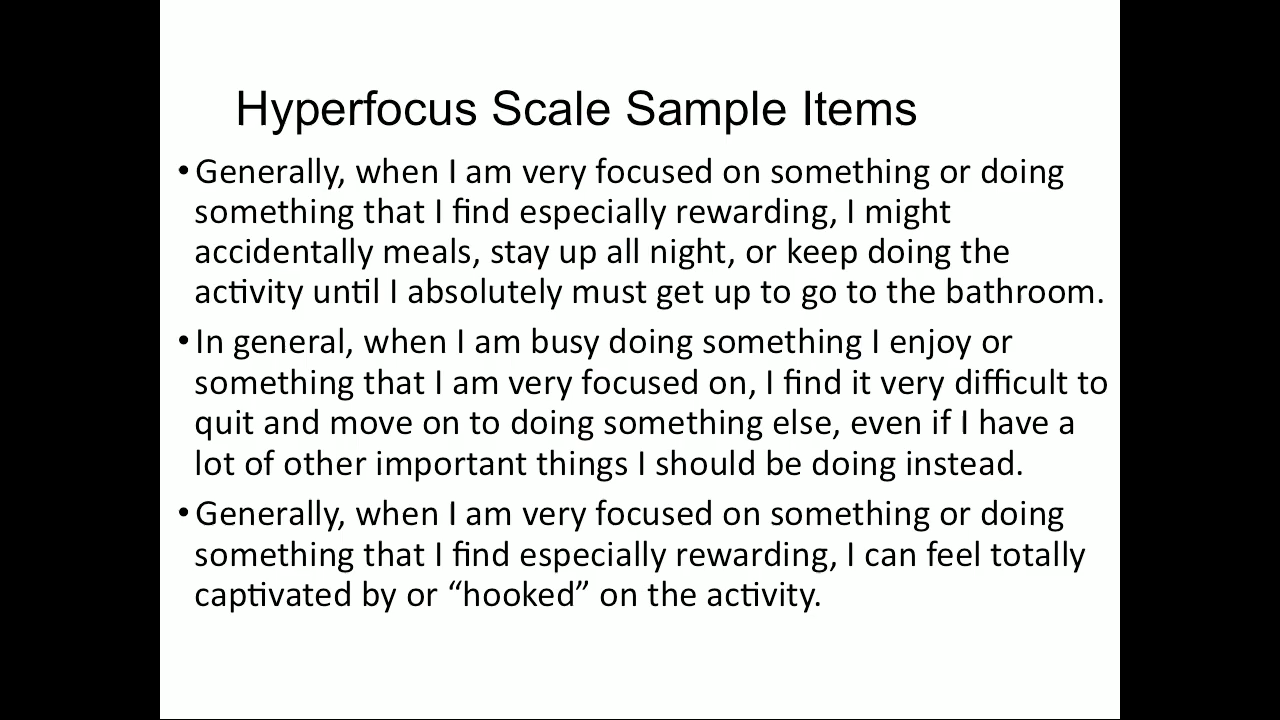 Hyperfocus Scale Sample Items
•Generally, when I am very focused on something or doing
something that I find especially rewarding, I might
accidentally meals, stay up all night, or keep doing the
activity until I absolutely must get up to go to the bathroom.
•In general, when I am busy doing something I enjoy or
something that I am very focused on, I find it very difficult to
quit and move on to doing something else, even if I have a
lot of other important things I should be doing instead.
•Generally, when I am very focused on something or doing
something that I find especially rewarding, I can feel totally
captivated by or “hooked” on the activity.